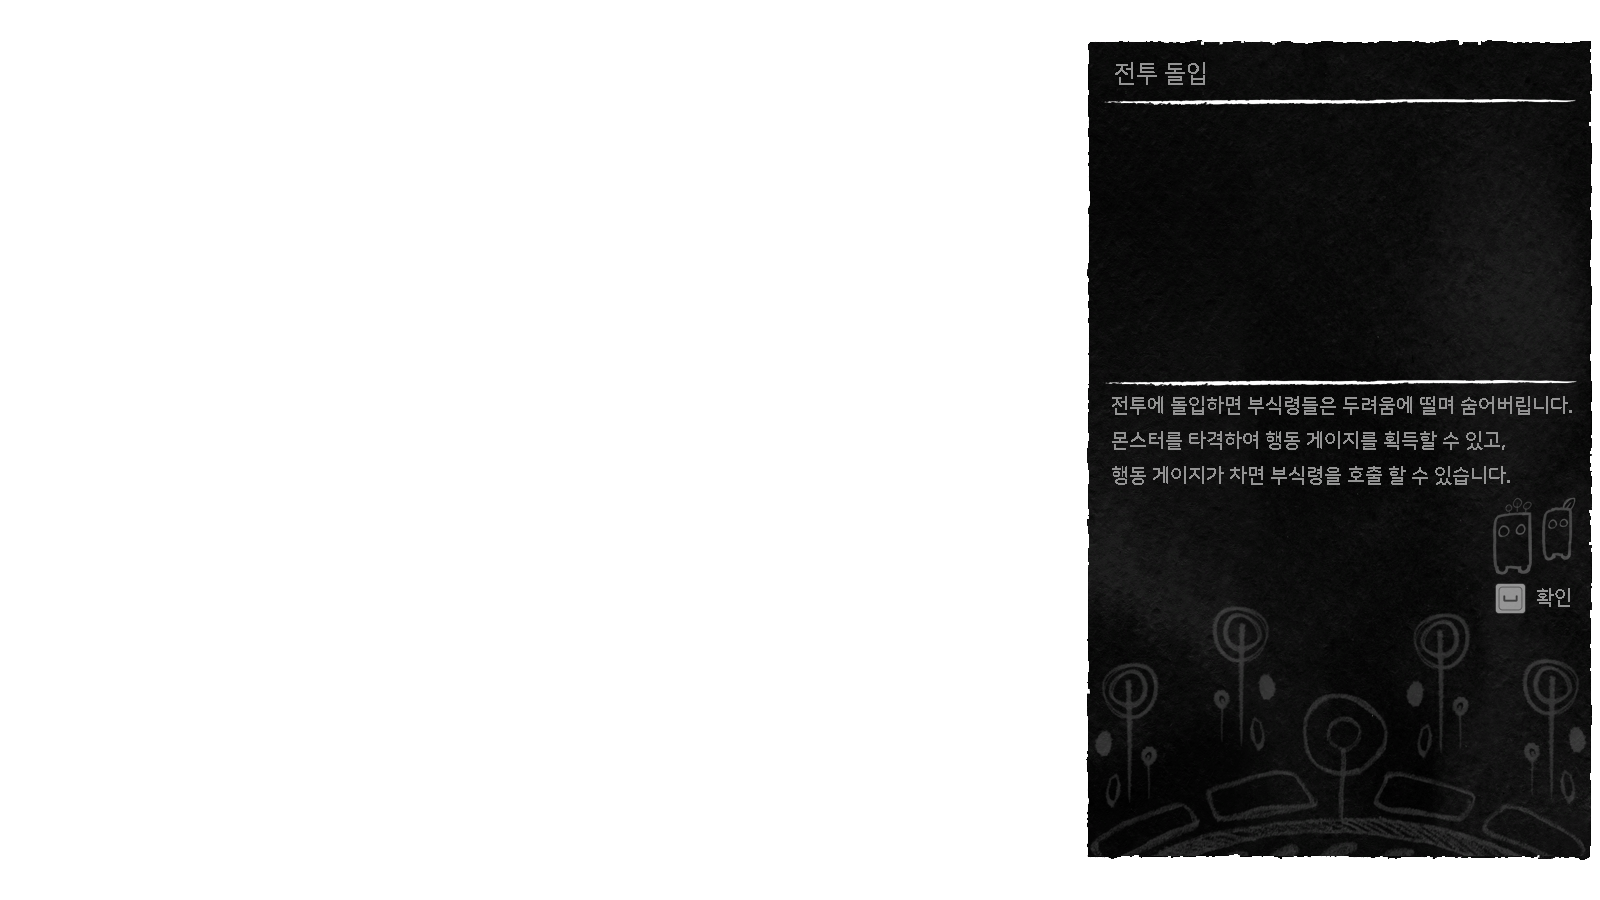 전투 돌입
전투에 돌입하면 부식령들은 두려움에 떨며 숨어버립니다.
몬스터를 타격하여 행동 게이지를 획득할 수 있고,
행동 게이지가 차면 부식령을 호출 할 수 있습니다.
확인